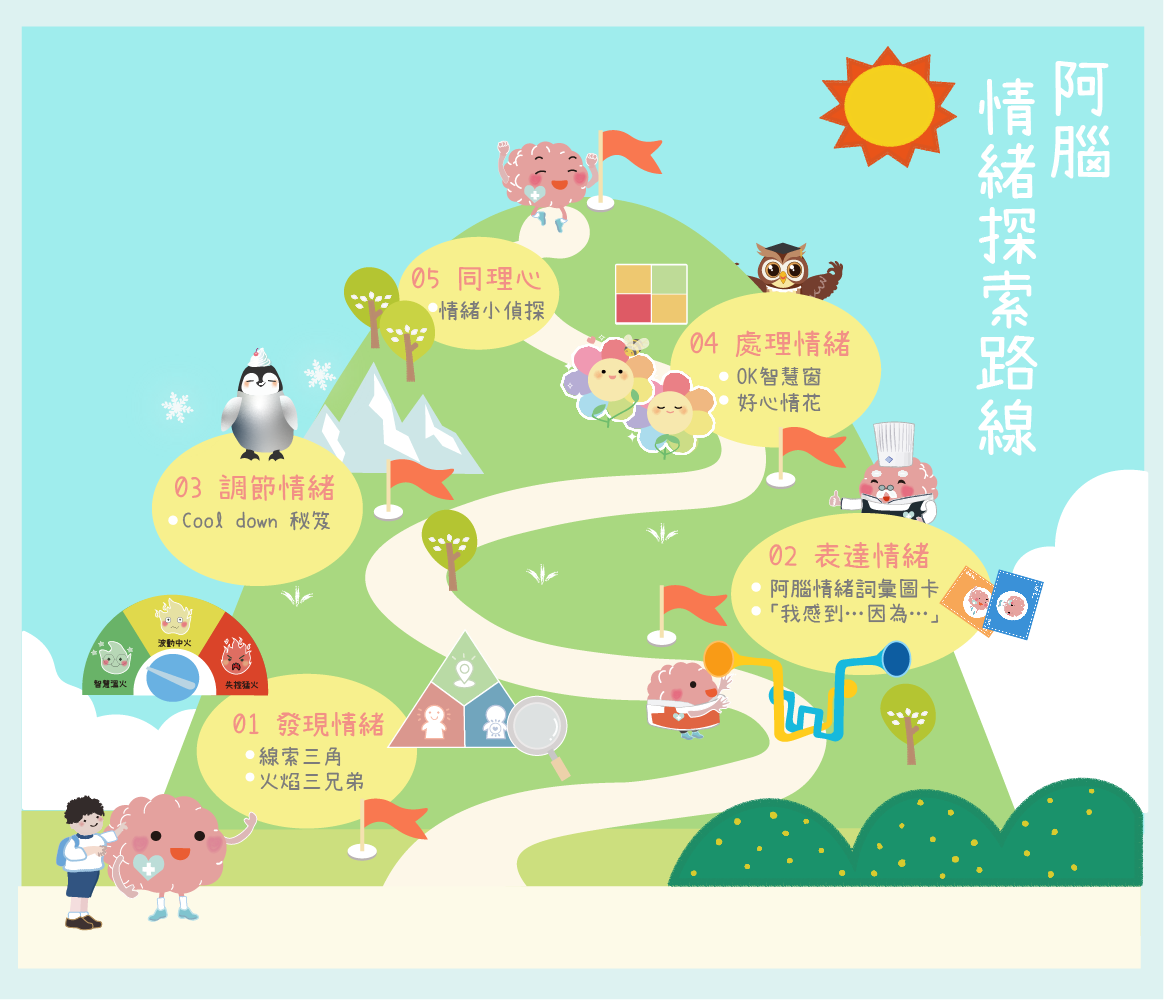 阿腦
情緒探索路線
05 同理心
情緒小偵探
04 處理情緒
OK智慧窗
好心情花
03 調節情緒
Cool down 秘笈
02 表達情緒
阿腦情緒詞彙圖卡
「我感到…因為…」
波動中火
智慧溫火
失控猛火
01 發現情緒
線索三角
火焰三兄弟